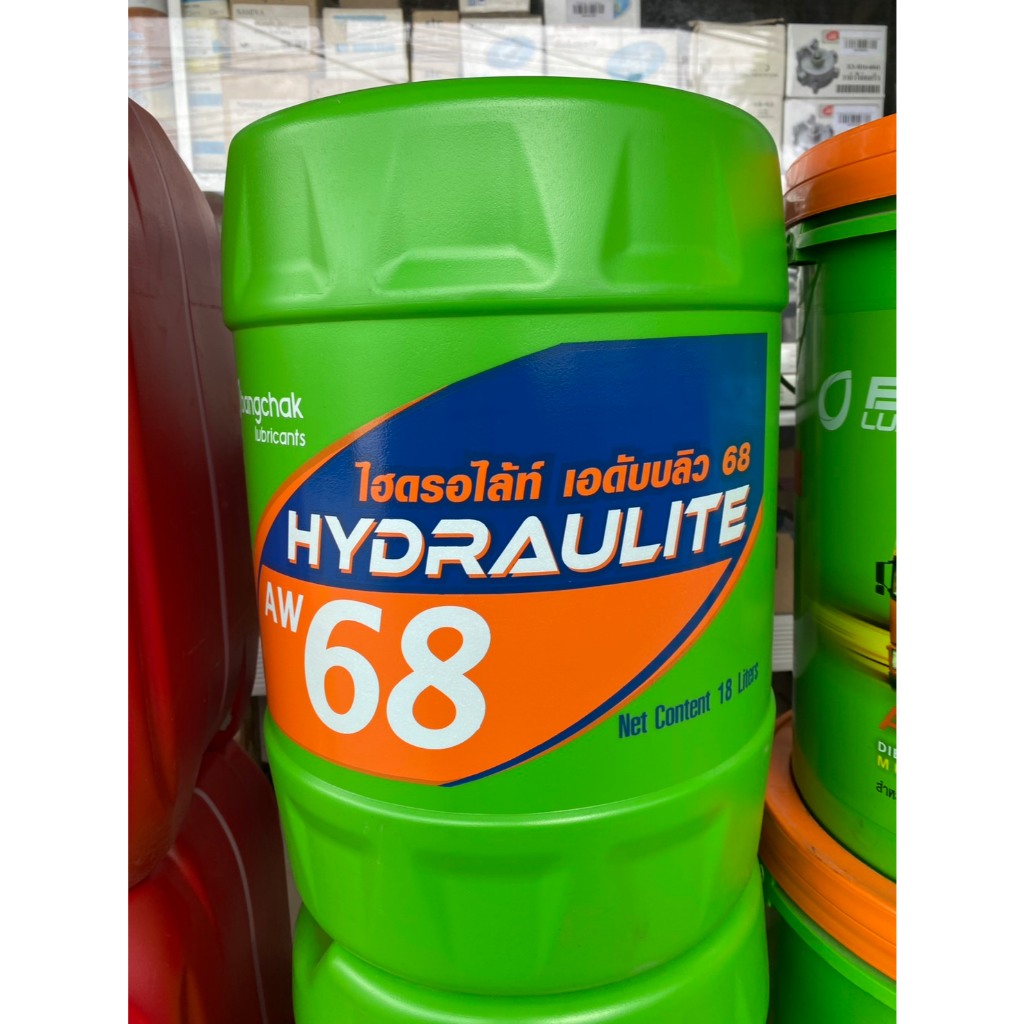 bangchak
lubricants
ไฮดรอไล้ท์ เอดับบลิว 68
HYDRAULITE
AW 68
Net Content 18 Liters